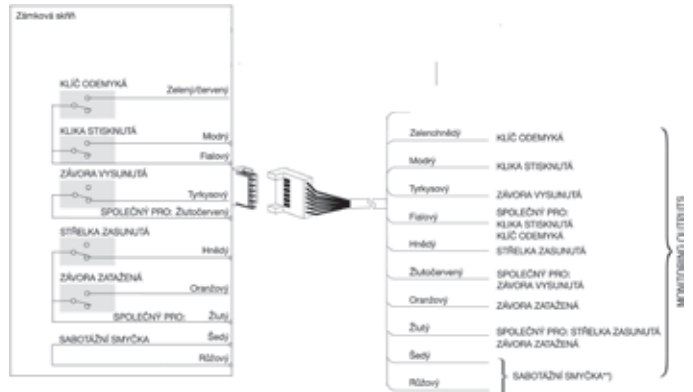 Zámková skříň
KLÍČ ODEMYKÁ
Zelený/červený
KLIKA STISKNUTÁ
Modrý
Fialový
ZÁVORA VYSUNUTÁ
Tyrkysový
SPOLEČNÝ PRO: Žlutočervený
STŘELKA ZASUNUTÁ
Hnědý
ZÁVORA ZATAŽENÁ
Oranžový
SPOLEČNÝ PRO: Žlutý
SABOTÁŽNÍ SMYČKA Šedý
Růžový
Zelenohnědý KLÍČ ODEMYKÁ
Modrý KLIKA STISKNUTÁ
Tyrkysový ZÁVORA VYSUNUTÁ
Fialový SPOLEČNÝ PRO:
KLIKA STISKNUTÁ
KLÍČ ODEMYKÁ
Hnědý STŘELKA ZASUNUTÁ
Žlutočervený SPOLEČNÝ PRO:
ZÁVORA VYSUNUTÁ
Oranžový ZÁVORA ZATAŽENÁ
Žlutý SPOLEČNÝ PRO: STŘELKA ZASUNUTÁ
ZÁVORA ZATAŽENÁ
Šedý
SABOTÁŽNÍ SMYČKA**)
Růžový
MONITORING OUTPUTS